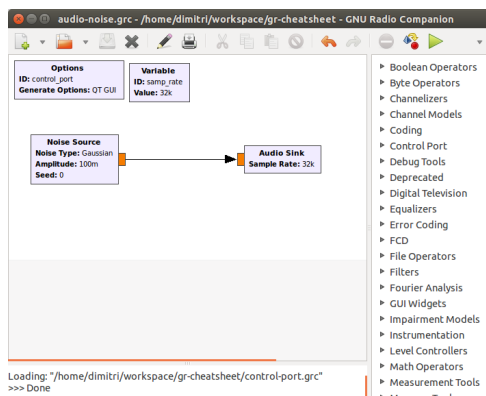 audio-noise.grc - /home/dimitri/workspace/gr-cheatsheet - GNU Radio Companion
Options
ID: control_port
Generate Options: QT GUI
Variable
ID: samp_rate
Value: 32k
Noise Source
Noise Type: Gaussian
Amplitude: 100m
Seed: 0
Audio Sink
Sample Rate: 32k
Boolean Operators
Byte Operators
Channelizers
Channel Models
Coding
Control Port
Debug Tools
Deprecated
Digital Television
Equalizers
Error Coding
FCD
File Operators
Filters
Fourier Analysis
GUI Widgets
Impairment Models
Instrumentation
Level Controllers
Math Operators
Measurement Tools
Loading: "/home/dimitri/workspace/gr-cheatsheet/control-port.grc"
>>> Done